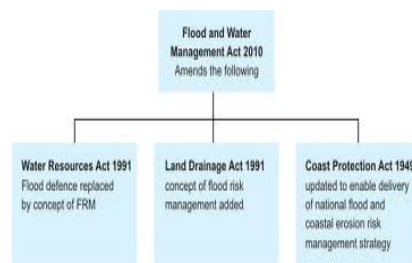 Flood and Water
Management Act 2010
Amends the following
Water Resources Act 1991
Flood defence replaced
by concept of FRM
Land Drainage Act 1991
concept of flood risk
management added
Coast Protection Act 1949
updated to enable delivery
of national flood and
coastal erosion risk
management strategy